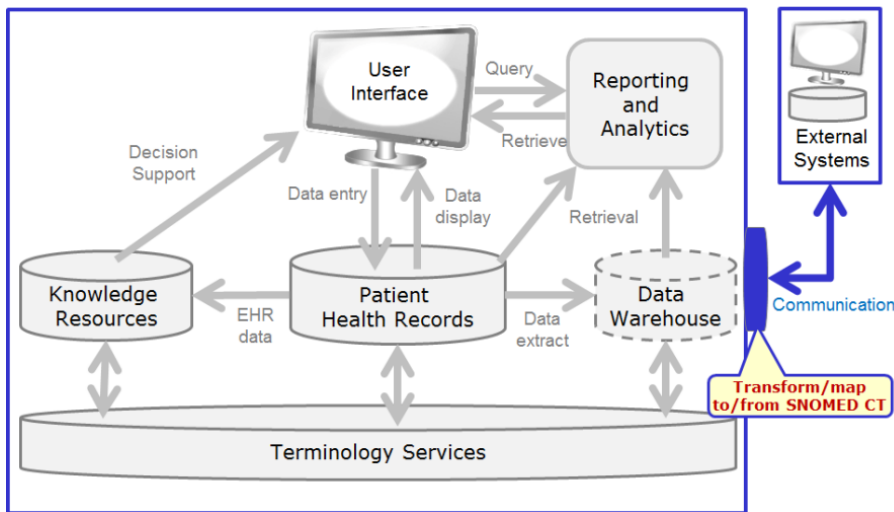 User
Interface
Query
Retrieve
Reporting
and
Analytics
External
Systems
Decision
Support
Data entry
Data
display
Retrieval
Knowledge
Resources
EHR
data
Patient
Health Records
Data
extract
Data
Warehouse
Communication
Transform/map
to/from SNOMED CT
Terminology Services